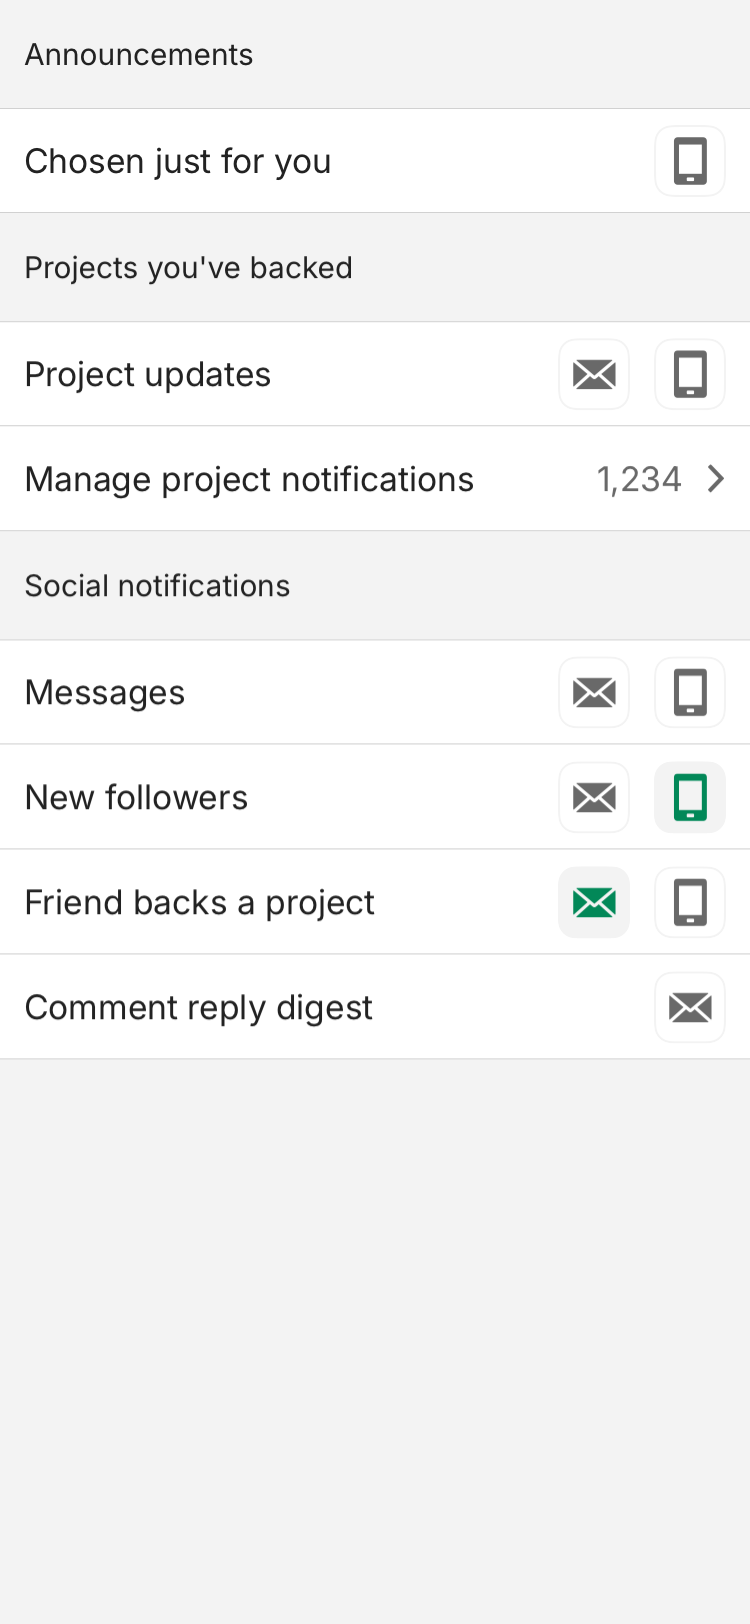 Announcements
Chosen just for you
Projects you've backed
Project updates
Manage project notifications 1,234
Social notifications
Messages
New followers
Friend backs a project
Comment reply digest